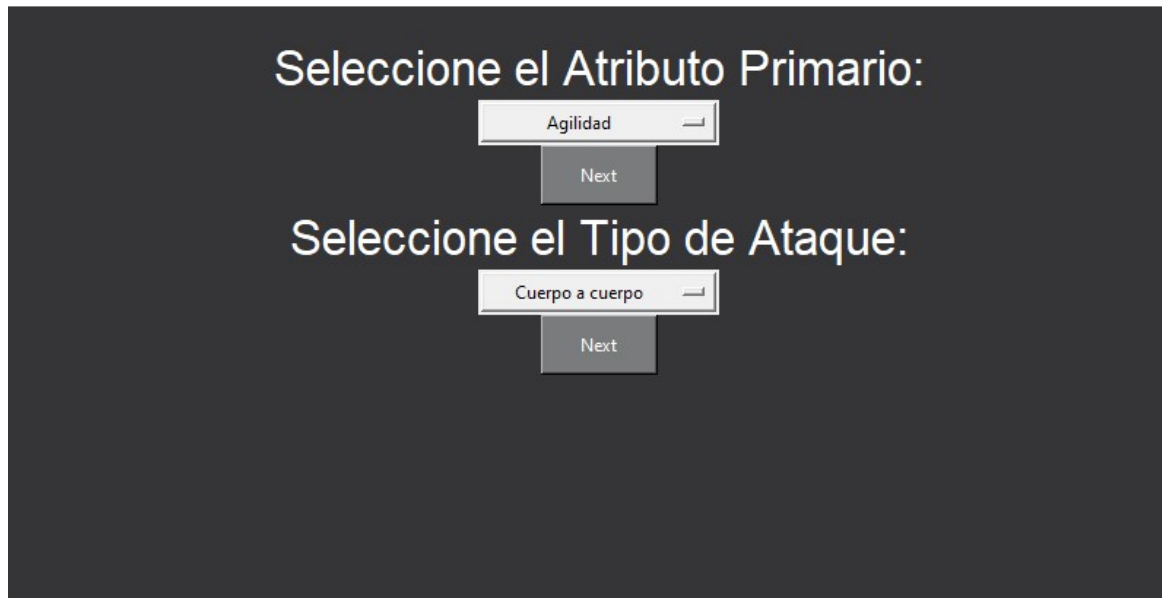 Seleccione el Atributo Primario:
Agilidad
Next
Seleccione el Tipo de Ataque:
Cuerpo a cuerpo
Next